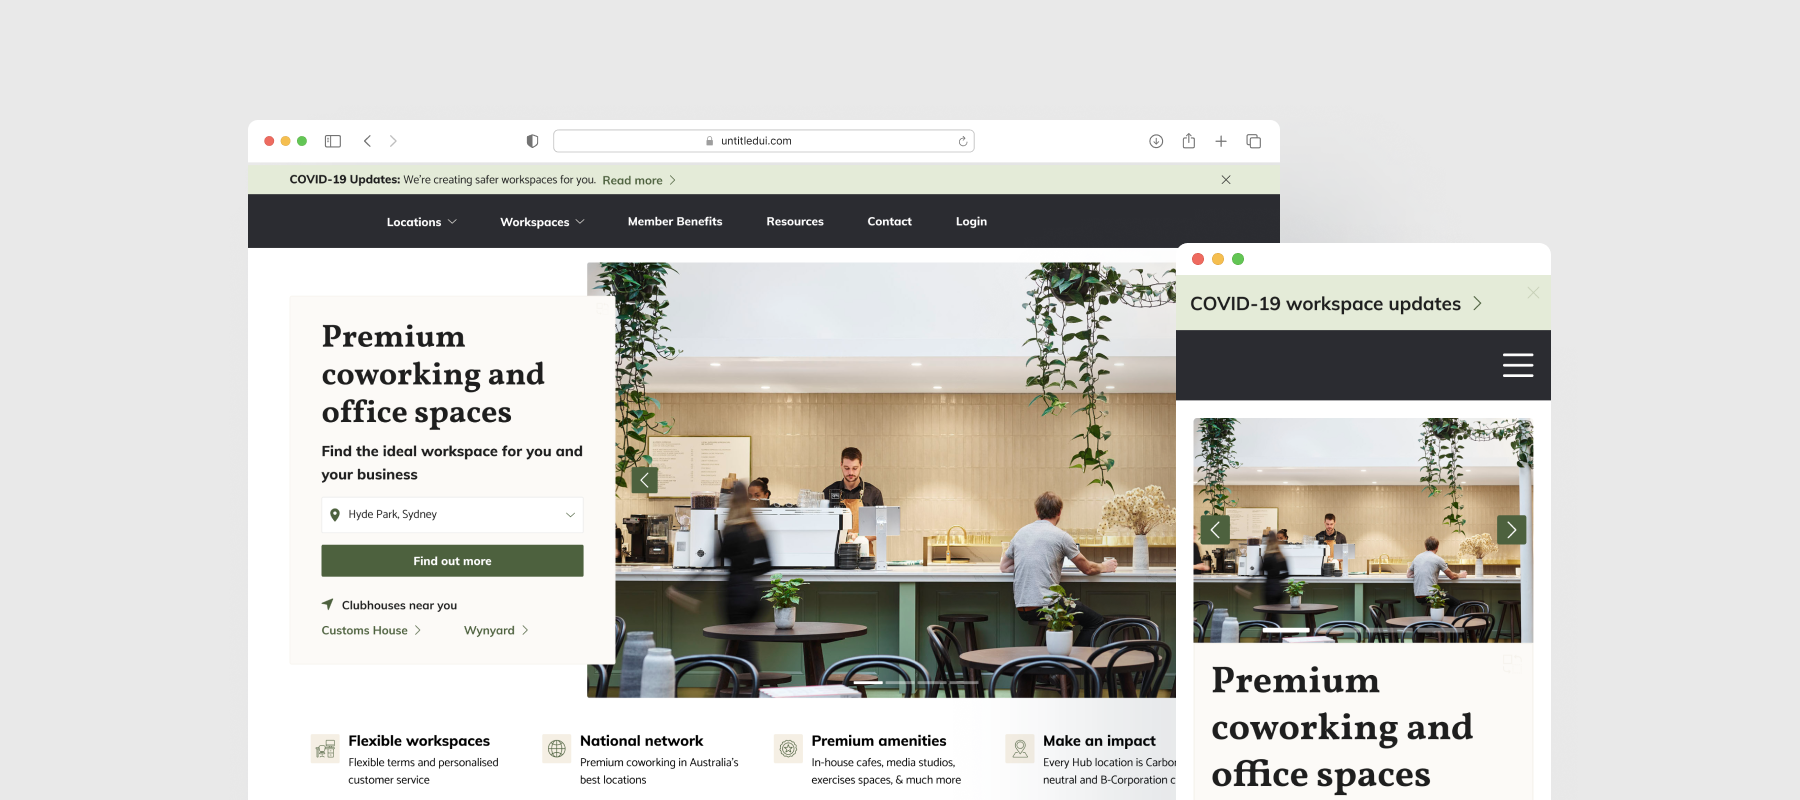 untitledui.com
COVID-19 Updates: We're creating safer workspaces for you. Read more
Locations
Workspaces
Member Benefits
Resources
Contact
Login
Premium
coworking and
office spaces
Find the ideal workspace for you and
your business
Hyde Park, Sydney
Find out more
Clubhouses near you
Customs House
Wynyard
Flexible workspaces
Flexible terms and personalised
customer service
National network
Premium coworking in Australia's
best locations
Premium amenities
In-house cafes, media studios,
exercises spaces, & much more
Make an impact
Every Hub location is
neutral and B-Corporation
COVID-19 workspace updates
Premium
coworking and
office spaces